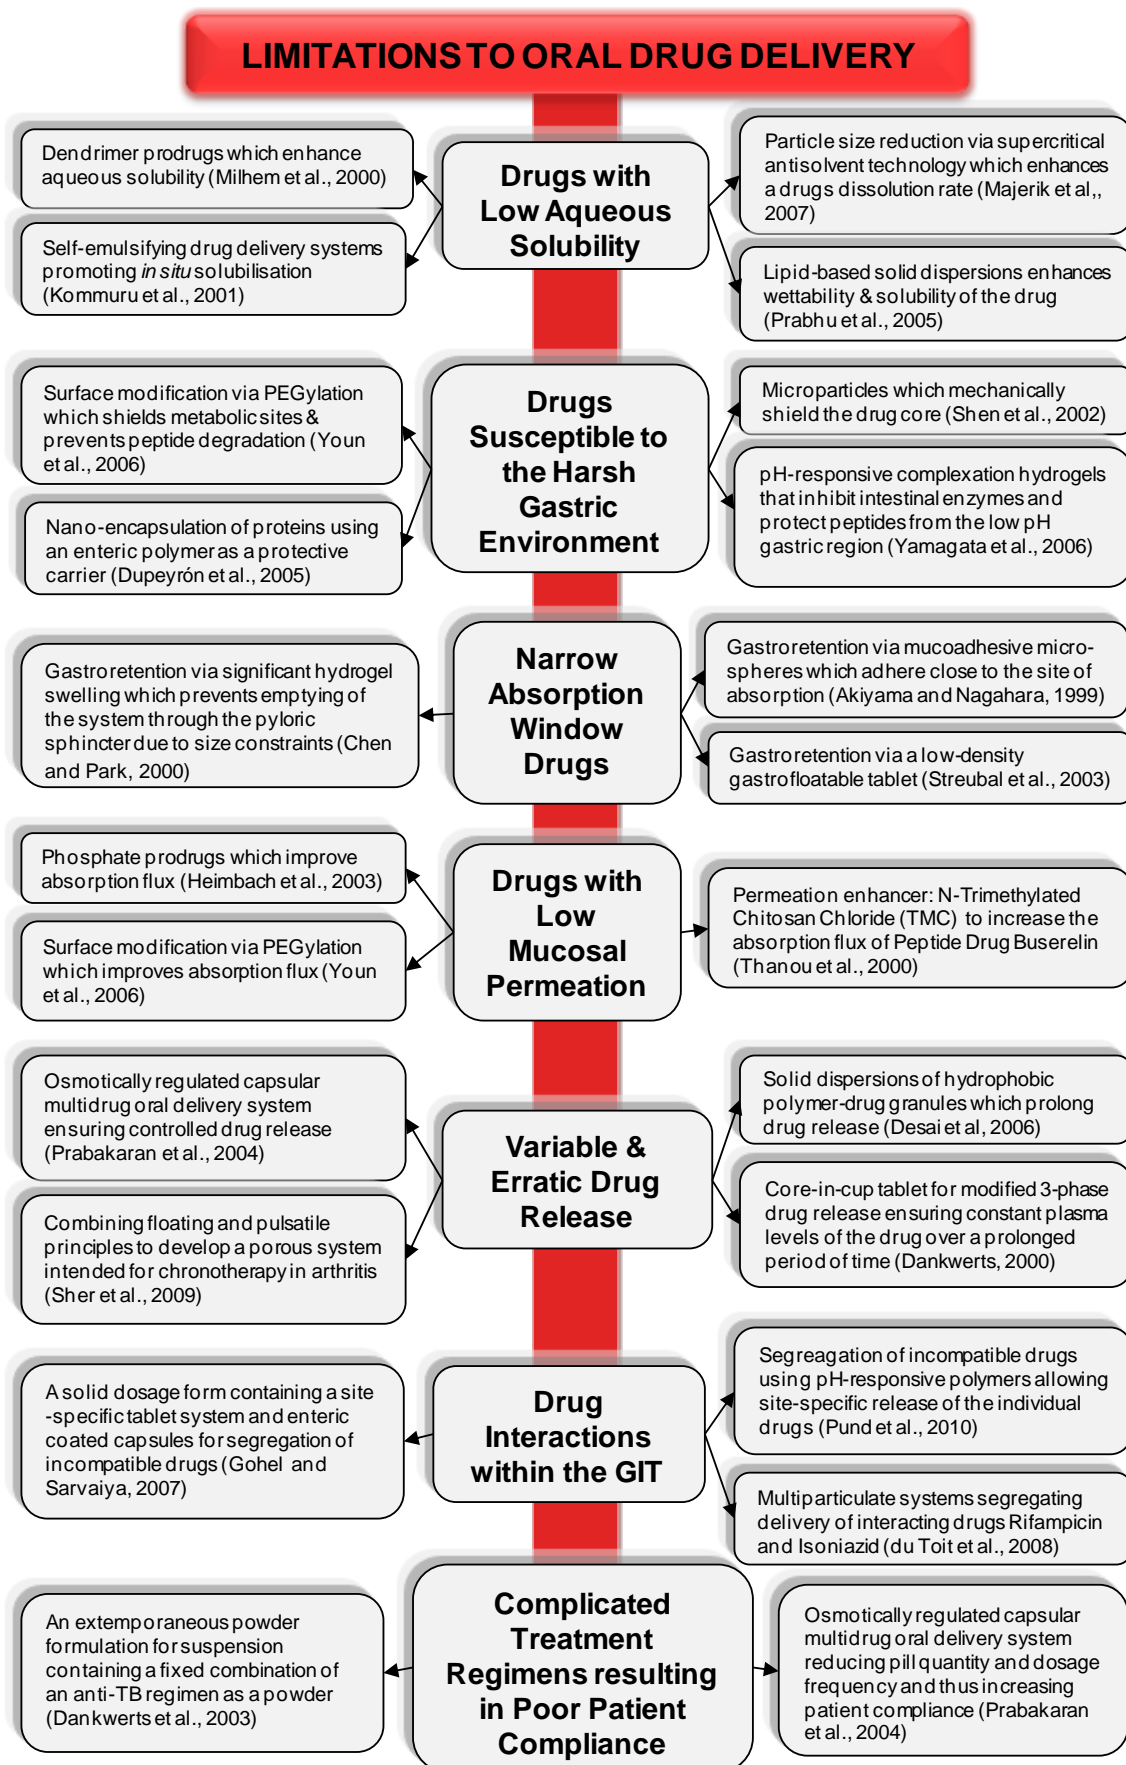 LIMITATIONS TO ORAL DRUG DELIVERY
Drugs with
Low Aqueous
Solubility
Dendrimer prodrugs which enhance
aqueous solubility (Milhem et al., 2000)
Self-emulsifying drug delivery systems
promoting in situ solubilisation
(Kommuru et al., 2001)
Particle size reduction via supercritical
antisolvent technology which enhances
a drugs dissolution rate (Majerik et al,,
2007)
Lipid-based solid dispersions enhances
wettability & solubility of the drug
(Prabhu et al., 2005)
Drugs
Susceptible to
the Harsh
Gastric
Environment
Surface modification via PEGylation
which shields metabolic sites &
prevents peptide degradation (Youn
et al., 2006)
Nano-encapsulation of proteins using
an enteric polymer as a protective
carrier (Dupeyrón et al., 2005)
Microparticles which mechanically
shield the drug core (Shen et al., 2002)
pH-responsive complexation hydrogels
that inhibit intestinal enzymes and
protect peptides from the low pH
gastric region (Yamagata et al., 2006)
Narrow
Absorption
Window
Drugs
Gastroretention via significant hydrogel
swelling which prevents emptying of
the system through the pyloric
sphincter due to size constraints (Chen
and Park, 2000)
Gastroretention via mucoadhesive micro-
spheres which adhere close to the site of
absorption (Akiyama and Nagahara, 1999)
Gastroretention via a low-density
gastrofloatable tablet (Streubal et al., 2003)
Drugs with
Low
Mucosal
Permeation
Phosphate prodrugs which improve
absorption flux (Heimbach et al., 2003)
Surface modification via PEGylation
which improves absorption flux (Youn
et al., 2006)
Permeation enhancer: N-Trimethylated
Chitosan Chloride (TMC) to increase the
absorption flux of Peptide Drug Buserelin
(Thanou et al., 2000)
Variable &
Erratic Drug
Release
Osmotically regulated capsular
multidrug oral delivery system
ensuring controlled drug release
(Prabakaran et al., 2004)
Combining floating and pulsatile
principles to develop a porous system
intended for chronotherapy in arthritis
(Sher et al., 2009)
Solid dispersions of hydrophobic
polymer-drug granules which prolong
drug release (Desai et al, 2006)
Core-in-cup tablet for modified 3-phase
drug release ensuring constant plasma
levels of the drug over a prolonged
period of time (Dankwerts, 2000)
Drug
Interactions
within the GIT
A solid dosage form containing a site
-specific tablet system and enteric
coated capsules for segregation of
incompatible drugs (Gohel and
Sarvaiya, 2007)
Segreagation of incompatible drugs
using pH-responsive polymers allowing
site-specific release of the individual
drugs (Pund et al., 2010)
Multiparticulate systems segregating
delivery of interacting drugs Rifampicin
and Isoniazid (du Toit et al., 2008)
Complicated
Treatment
Regimens resulting
in Poor Patient
Compliance
An extemporaneous powder
formulation for suspension
containing a fixed combination of
an anti-TB regimen as a powder
(Dankwerts et al., 2003)
Osmotically regulated capsular
multidrug oral delivery system
reducing pill quantity and dosage
frequency and thus increasing
patient compliance (Prabakaran
et al., 2004)